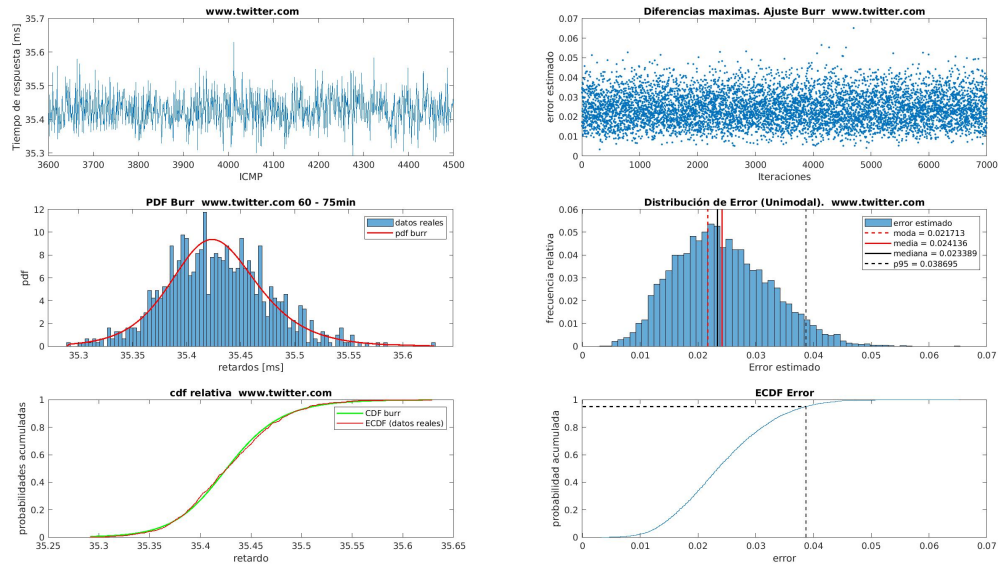 www.twitter.com
35.7
35.6
35.5
35.4
35.3
Tiempo de respuesta [ms]
3600 3700 3800 3900 4000 4100 4200 4300 4400 4500
ICMP
Diferencias maximas. Ajuste Burr www.twitter.com
0.07
0.06
0.05
0.04
0.03
0.02
0.01
0
error estimado
0 1000 2000 3000 4000 5000 6000 7000
Iteraciones
PDF Burr www.twitter.com 60 - 75min
12
10
8
6
4
2
0
pdf
datos reales
pdf burr
35.3 35.35 35.4 35.45 35.5 35.55 35.6
retardos [ms]
Distribución de Error (Unimodal). www.twitter.com
0.06
0.05
0.04
0.03
0.02
0.01
0.00
frecuencia relativa
error estimado
moda = 0.021713
media = 0.024136
mediana = 0.023389
p95 = 0.038695
0 0.01 0.02 0.03 0.04 0.05 0.06 0.07
Error estimado
cdf relativa www.twitter.com
1
0.8
0.6
0.4
0.2
0
probabilidades acumuladas
CDF burr
ECDF (datos reales)
35.25 35.3 35.35 35.4 35.45 35.5 35.55 35.6 35.65
retardo
ECDF Error
1
0.8
0.6
0.4
0.2
0
probabilidad acumulada
0 0.01 0.02 0.03 0.04 0.05 0.06 0.07
error